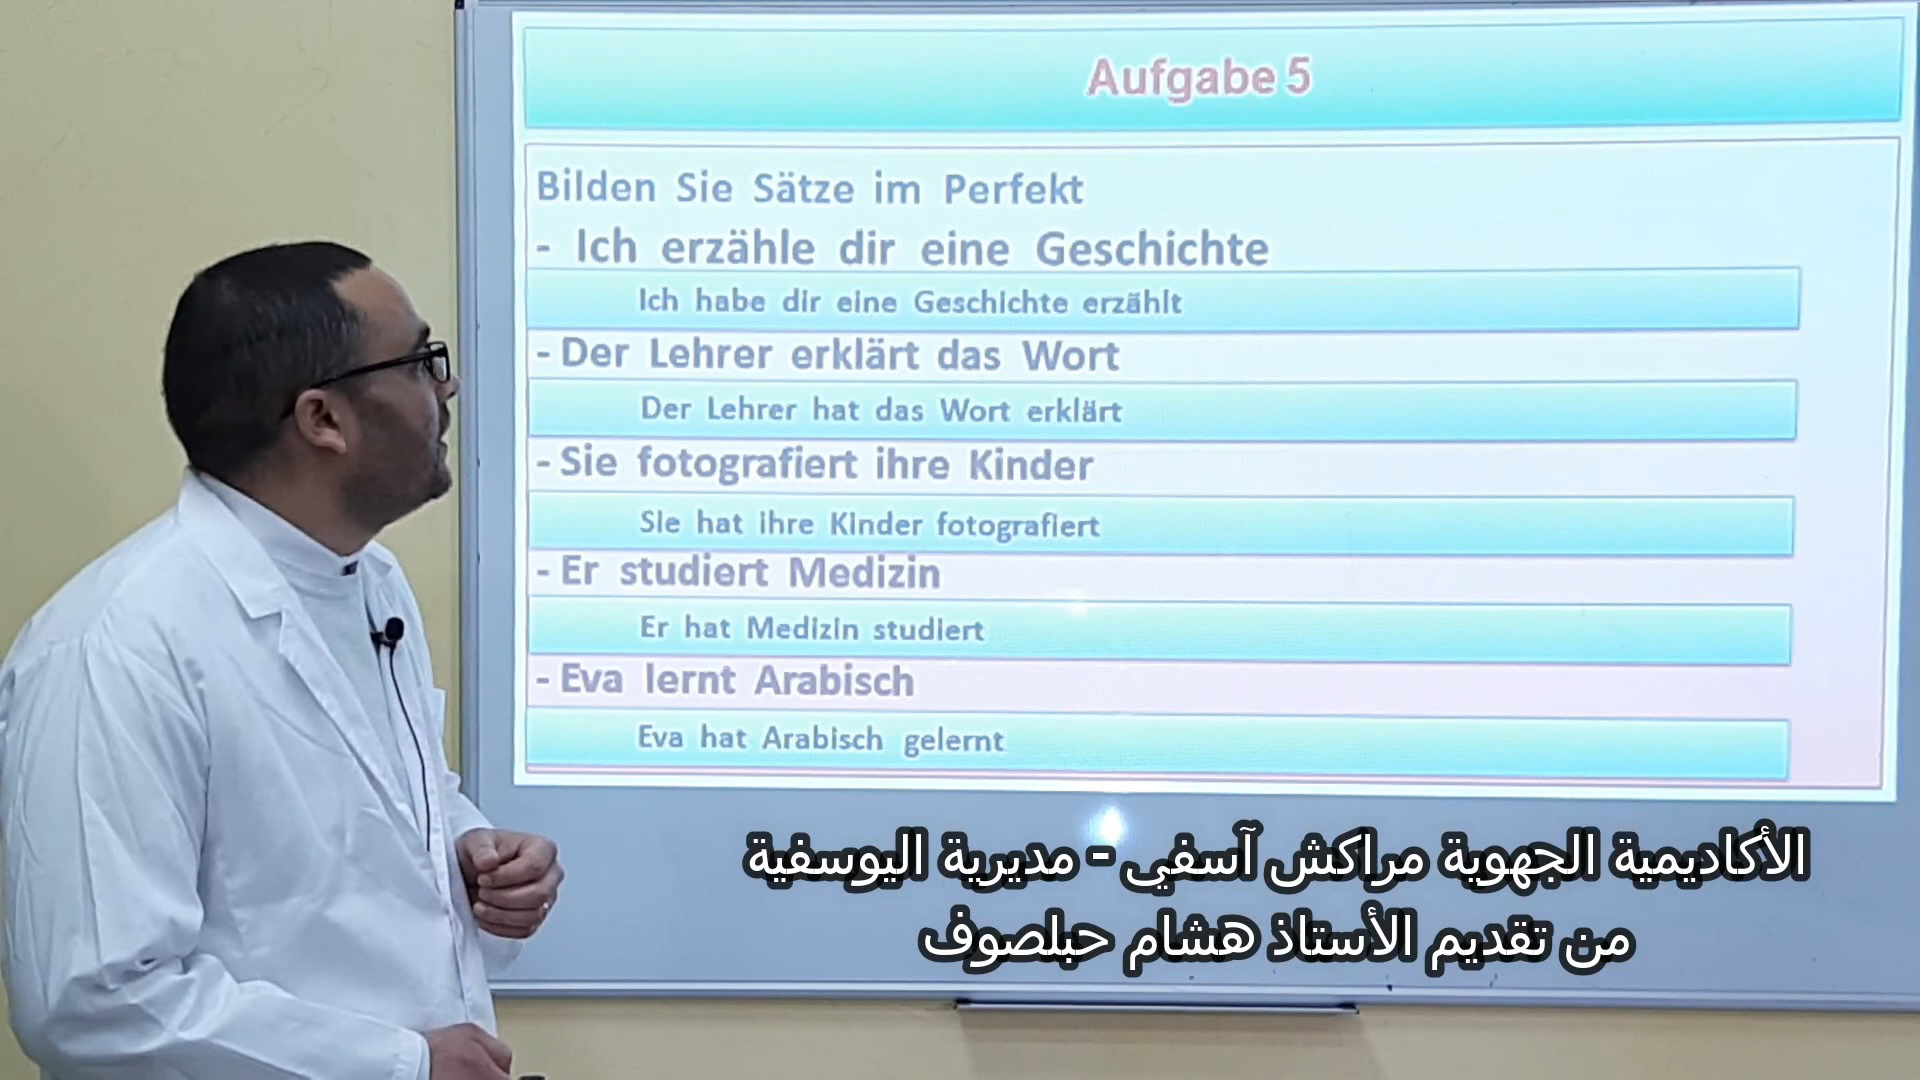 Aufgabe 5
Bilden Sie Sätze im Perfekt
- Ich erzähle dir eine Geschichte
Ich habe dir eine Geschichte erzählt
- Der Lehrer erklärt das Wort
Der Lehrer hat das Wort erklärt
- Sie fotografiert ihre Kinder
Sie hat ihre Kinder fotografiert
- Er studiert Medizin
Er hat Medizin studiert
- Eva lernt Arabisch
Eva hat Arabisch gelernt
الأكاديمية الجهوية مراكش آسفي - مديرية اليوسفية
من تقديم الأستاذ هشام حبلصوف